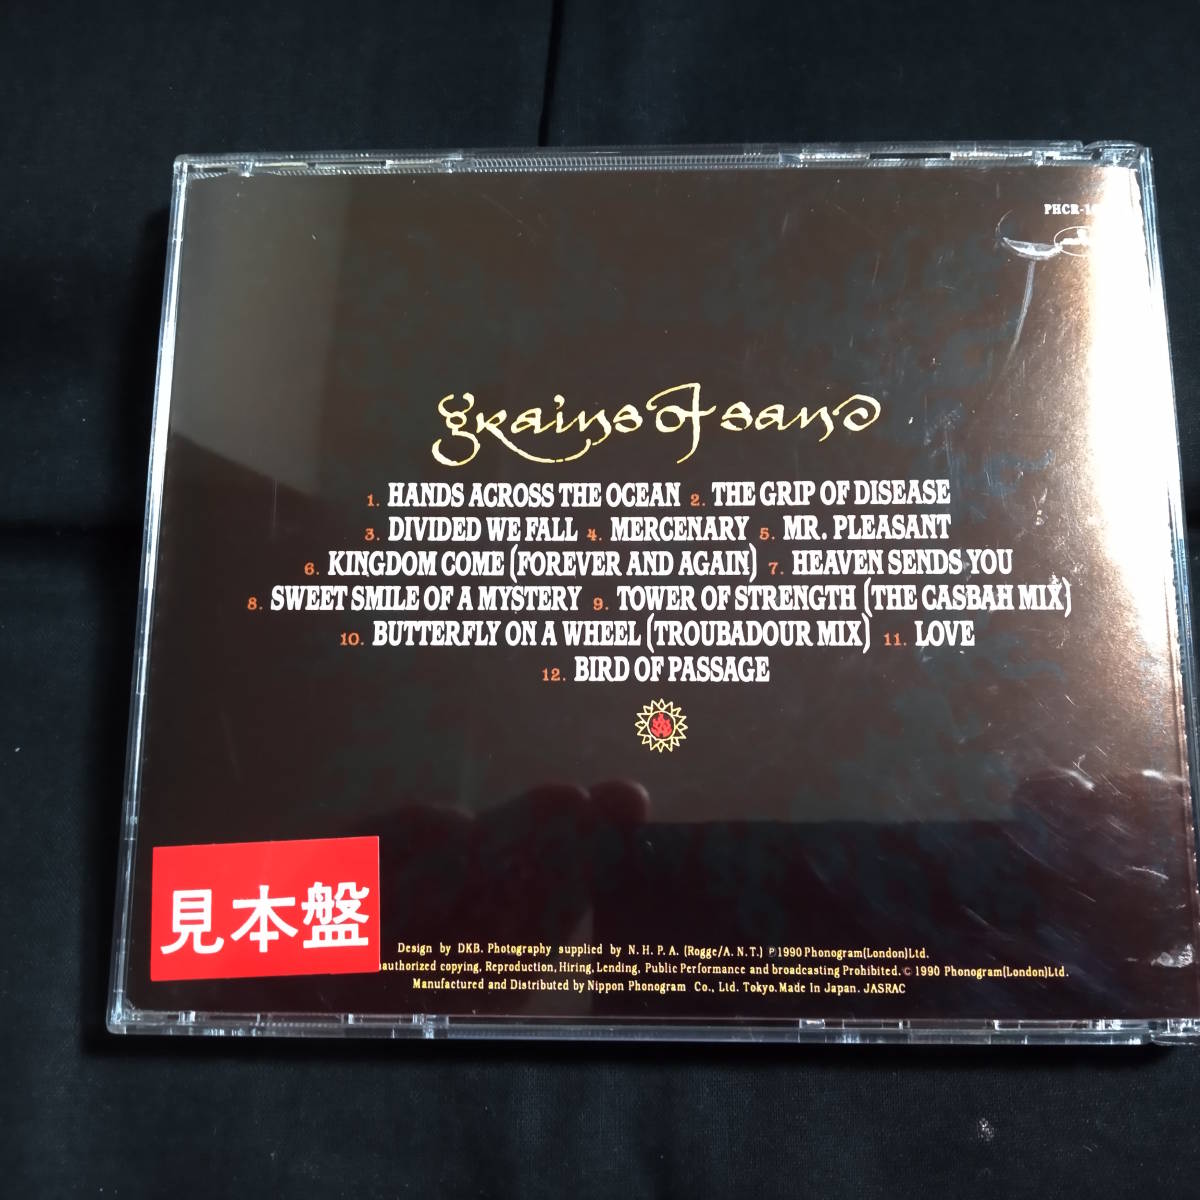 PHCR-
grains of sand
1. HANDS ACROSS THE OCEAN 2. THE GRIP OF DISEASE
3. DIVIDED WE FALL 4. MERCENARY 5. MR. PLEASANT
6. KINGDOM COME (FOREVER AND AGAIN) 7. HEAVEN SENDS YOU
8. SWEET SMILE OF A MYSTERY 9. TOWER OF STRENGTH (THE CASBAH MIX)
10. BUTTERFLY ON A WHEEL (TROUBADOUR MIX) 11. LOVE
12. BIRD OF PASSAGE
見本盤
Design by DKB. Photography supplied by N. H. P. A. (Rogge/A. N. T.) ℗ 1990 Phonogram(London)Ltd.
authorized copying, Reproduction, Hiring, Lending, Public Performance and broadcasting Prohibited. © 1990 Phonogram(London)Ltd.
Manufactured and Distributed by Nippon Phonogram Co., Ltd. Tokyo. Made In Japan. JASRAC